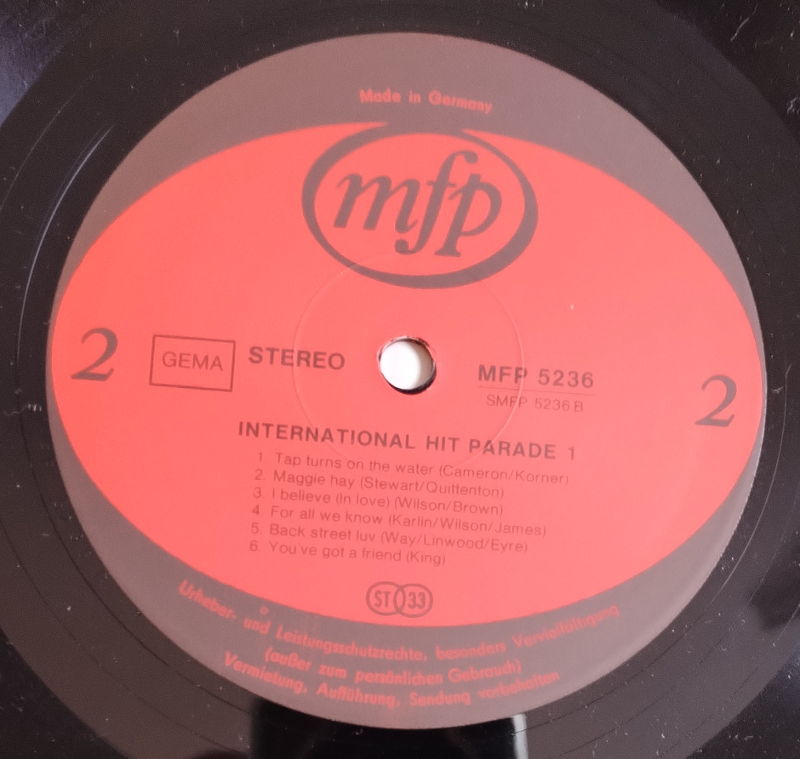 Made in Germany
mfp
2
GEMA
STEREO
MFP 5236
SMFP 5236 B
2
INTERNATIONAL HIT PARADE 1
1. Tap turns on the water (Cameron/Korner)
2. Maggie hay (Stewart/Quittenton)
3. I believe (In love) (Wilson/Brown)
4. For all we know (Karlin/Wilson/James)
5. Back street luv (Way/Linwood/Eyre)
6. You've got a friend (King)
ST 33
Urheber- und Leistungsschutzrechte, besonders Vervielfältigung
(außer zum persönlichen Gebrauch)
Vermietung, Aufführung, Sendung vorbehalten